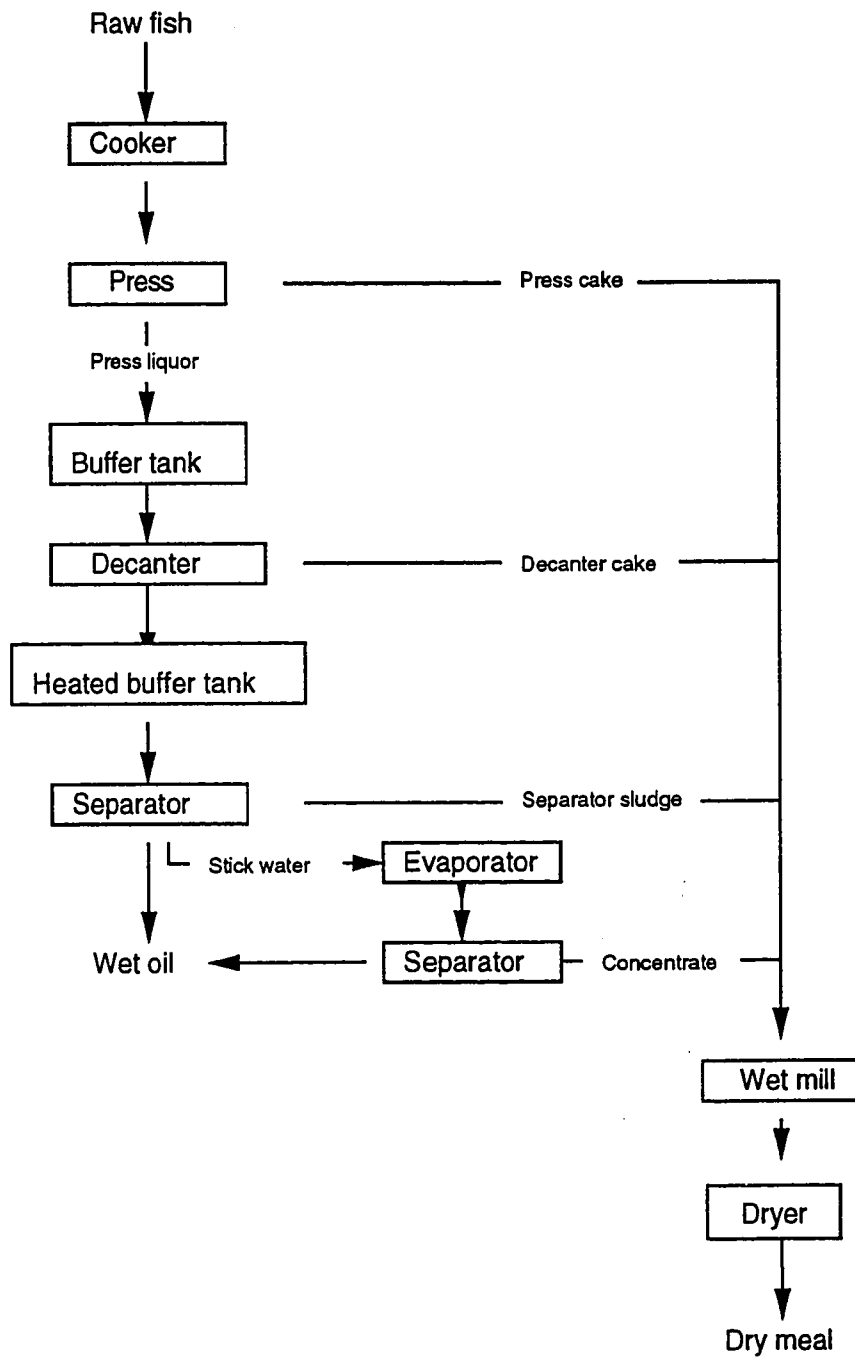 Raw fish
Cooker
Press
Press cake
Press liquor
Buffer tank
Decanter
Decanter cake
Heated buffer tank
Separator
Separator sludge
Stick water
Evaporator
Wet oil
Separator
Concentrate
Wet mill
Dryer
Dry meal